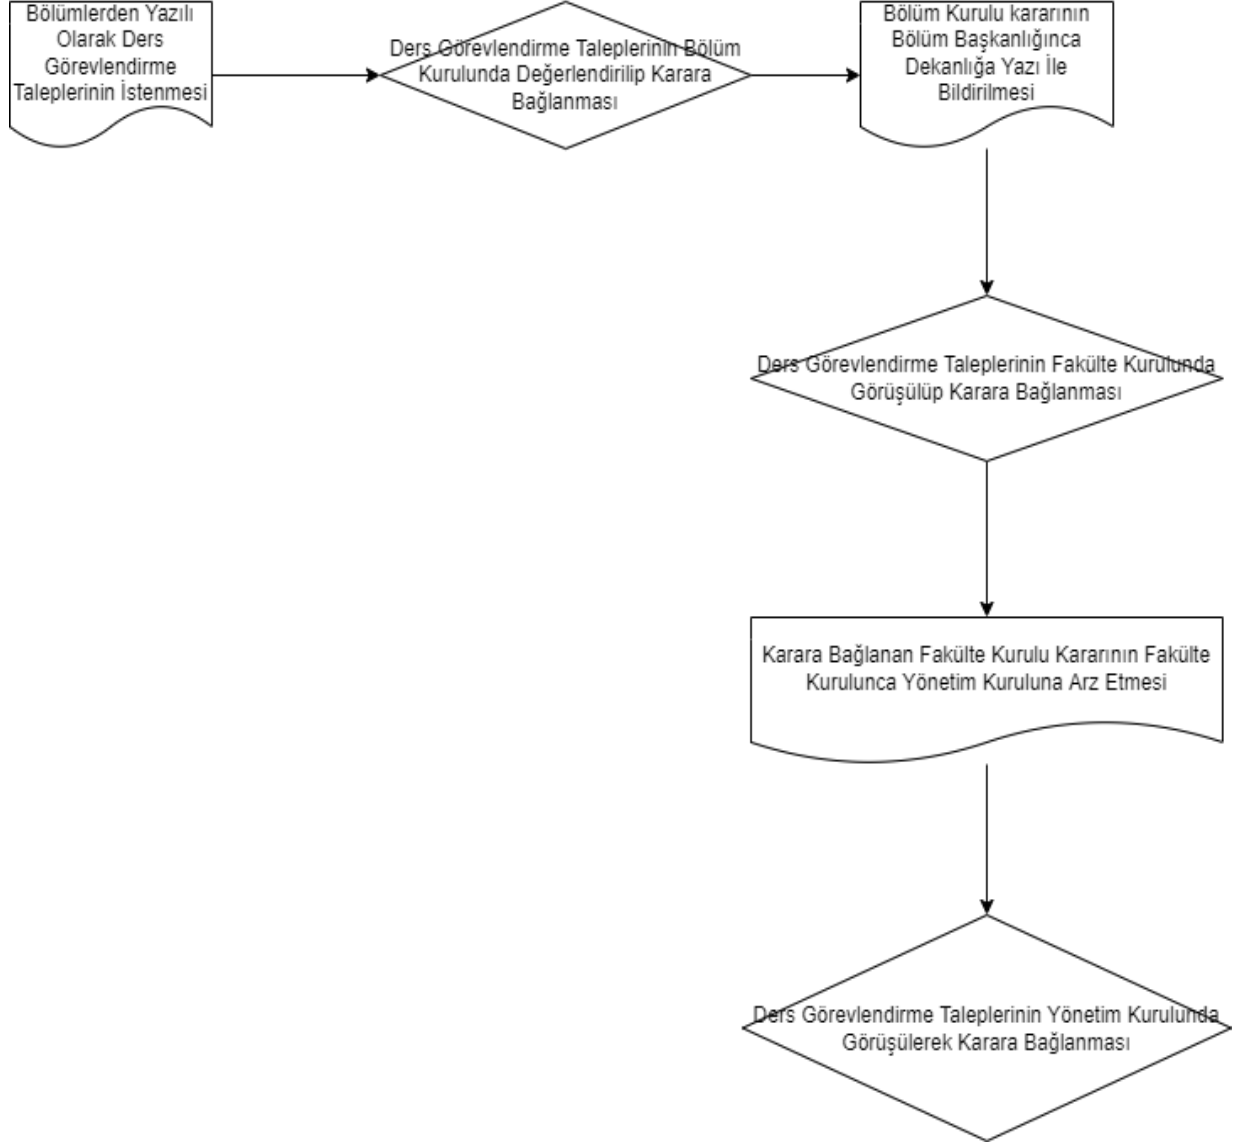 Bölümlerden Yazılı
Olarak Ders
Görevlendirme
Taleplerinin İstenmesi
Ders Görevlendirme Taleplerinin Bölüm
Kurulunda Değerlendirilip Karara
Bağlanması
Bölüm Kurulu kararının
Bölüm Başkanlığınca
Dekanlığa Yazı İle
Bildirilmesi
Ders Görevlendirme Taleplerinin Fakülte Kurulunda
Görüşülüp Karara Bağlanması
Karara Bağlanan Fakülte Kurulu Kararının Fakülte
Kurulunca Yönetim Kuruluna Arz Etmesi
Ders Görevlendirme Taleplerinin Yönetim Kurulunda
Görüşülerek Karara Bağlanması